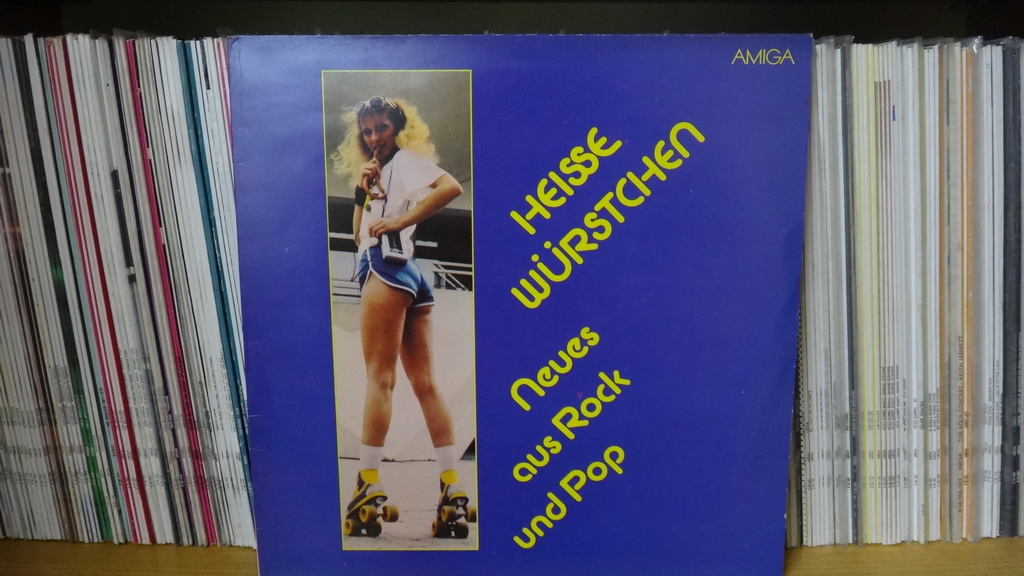 AMIGA
HEISSE
WÜRSTCHEN
Neues
aus Rock
und Pop